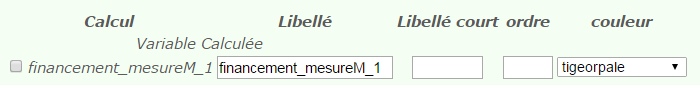 Calcul Libellé Libellé court ordre couleur
Variable Calculée
financement_mesureM_1 financement_mesureM_1 tigeorpale